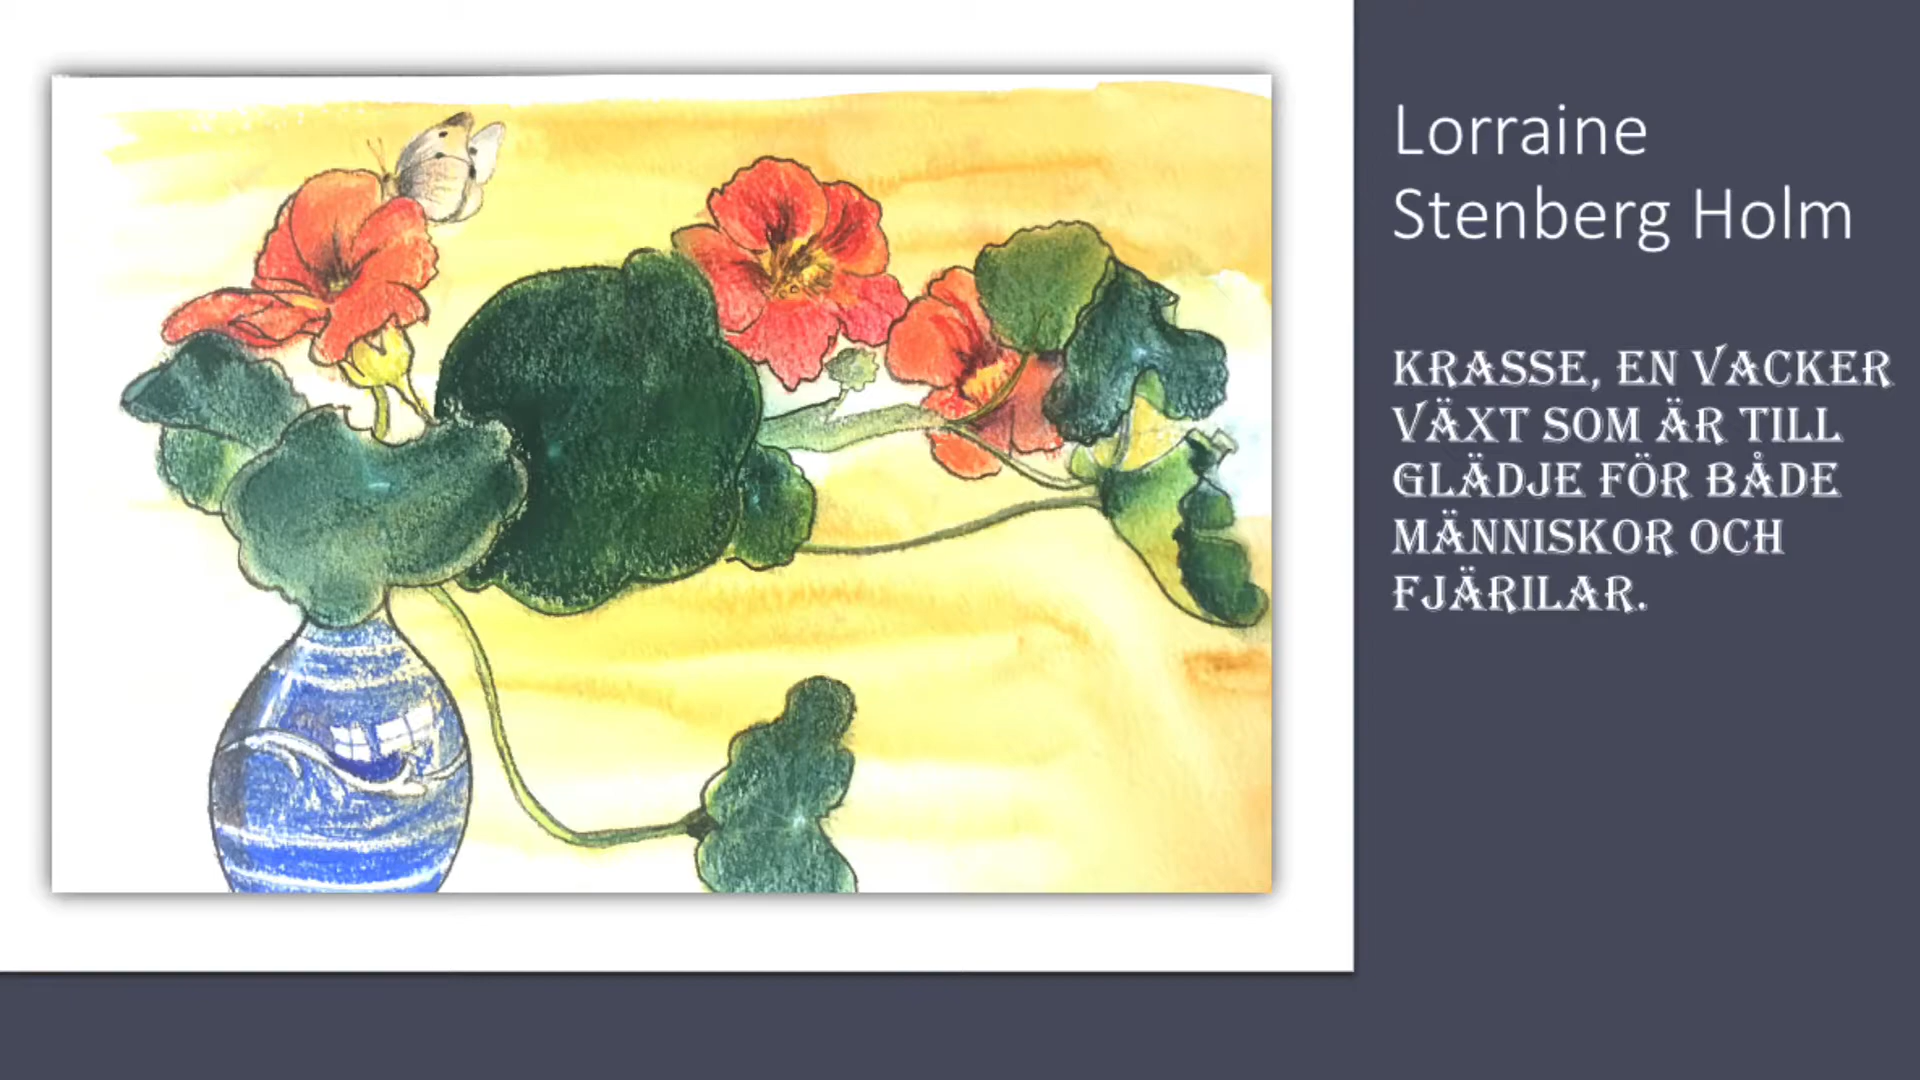 Lorraine
Stenberg Holm
KRASSE, EN VACKER
VÄXT SOM ÄR TILL
GLÄDJE FÖR BÅDE
MÄNNISKOR OCH
FJÄRILAR.